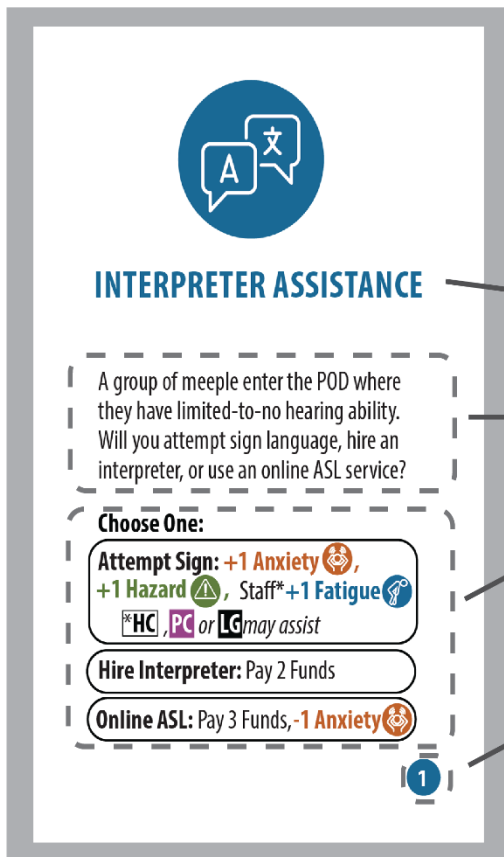 A 文
INTERPRETER ASSISTANCE
A group of meeple enter the POD where
they have limited-to-no hearing ability.
Will you attempt sign language, hire an
interpreter, or use an online ASL service?
Choose One:
Attempt Sign: +1 Anxiety,
+1 Hazard, Staff* +1 Fatigue
*HC, PC or LG may assist
Hire Interpreter: Pay 2 Funds
Online ASL: Pay 3 Funds, -1 Anxiety
1